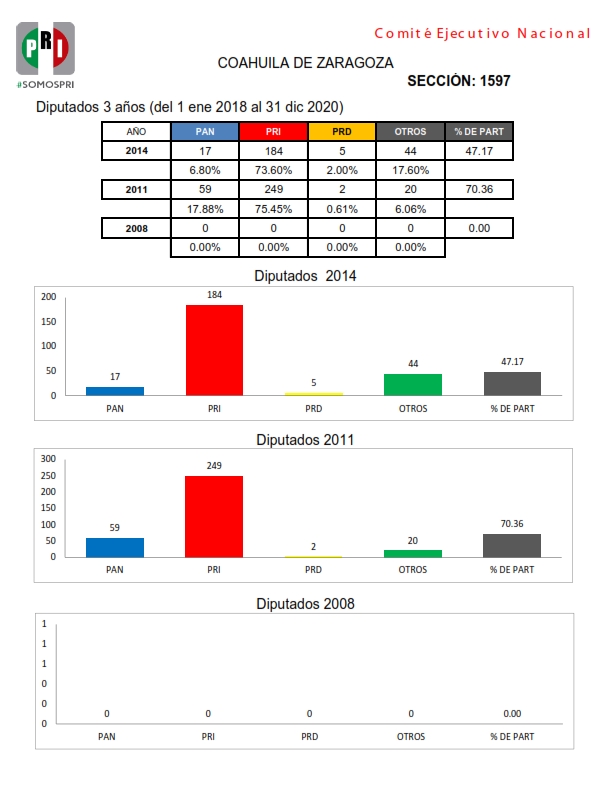 Comité Ejecutivo Nacional
PRI
#SOMOSPRI
COAHUILA DE ZARAGOZA
SECCIÓN: 1597
Diputados 3 años (del 1 ene 2018 al 31 dic 2020)
AÑO PAN PRI PRD OTROS % DE PART
2014 17 184 5 44 47.17
6.80% 73.60% 2.00% 17.60%
2011 59 249 2 20 70.36
17.88% 75.45% 0.61% 6.06%
2008 0 0 0 0 0.00
0.00% 0.00% 0.00% 0.00%
Diputados 2014
200
150
100
50
0
17 184 5 44 47.17
PAN PRI PRD OTROS % DE PART
Diputados 2011
300
250
200
150
100
50
0
59 249 2 20 70.36
PAN PRI PRD OTROS % DE PART
Diputados 2008
1
1
1
0
0
0
0 0 0 0 0.00
PAN PRI PRD OTROS % DE PART